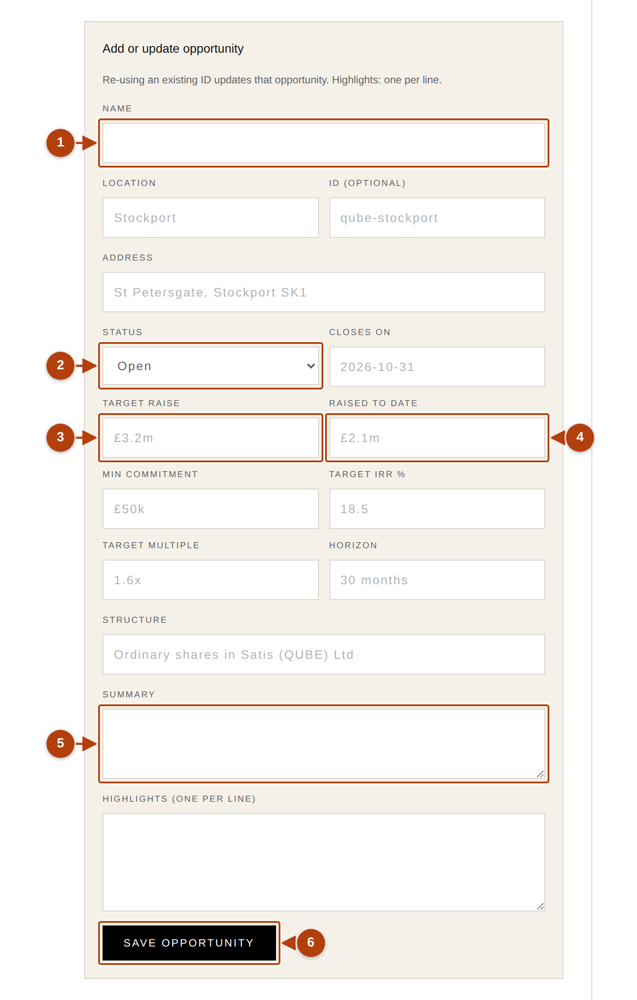 Add or update opportunity
Re-using an existing ID updates that opportunity. Highlights: one per line.
NAME
1
LOCATION ID (OPTIONAL)
Stockport qube-stockport
ADDRESS
St Petersgate, Stockport SK1
STATUS CLOSES ON
2 Open 2026-10-31
TARGET RAISE RAISED TO DATE
3 £3.2m £2.1m 4
MIN COMMITMENT TARGET IRR %
£50k 18.5
TARGET MULTIPLE HORIZON
1.6x 30 months
STRUCTURE
Ordinary shares in Satis (QUBE) Ltd
SUMMARY
5
HIGHLIGHTS (ONE PER LINE)
SAVE OPPORTUNITY 6